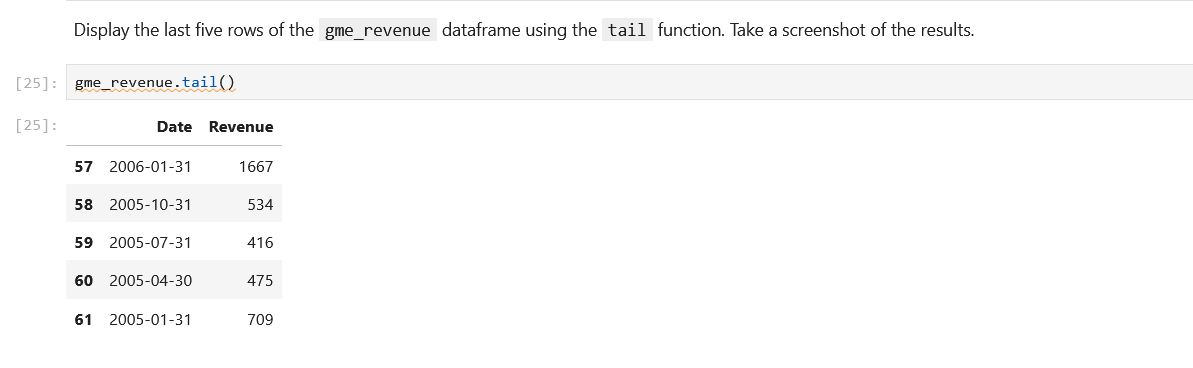 Display the last five rows of the gme_revenue dataframe using the tail function. Take a screenshot of the results.
[25]: gme_revenue.tail()
[25]: Date Revenue
57 2006-01-31 1667
58 2005-10-31 534
59 2005-07-31 416
60 2005-04-30 475
61 2005-01-31 709